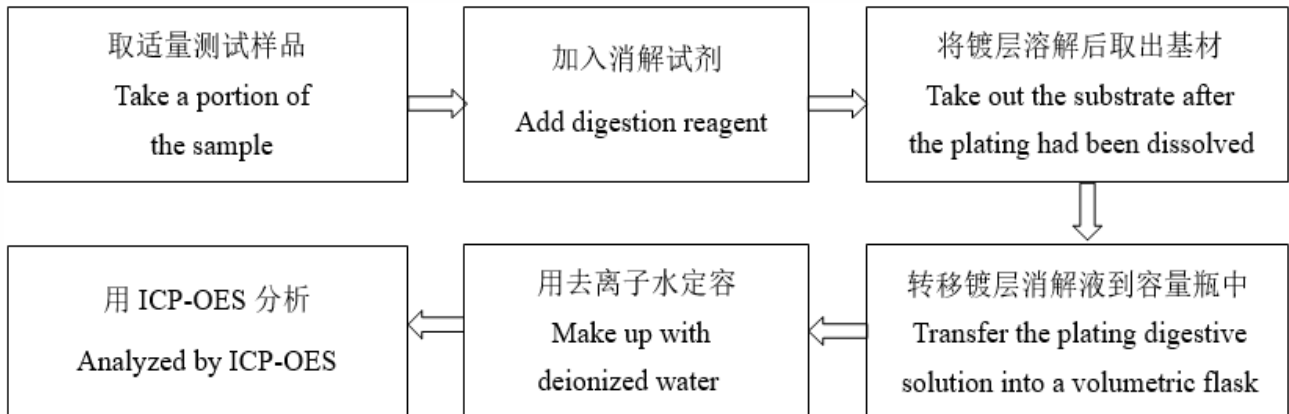 取适量测试样品
Take a portion of
the sample
加入消解试剂
Add digestion reagent
将镀层溶解后取出基材
Take out the substrate after
the plating had been dissolved
转移镀层消解液到容量瓶中
Transfer the plating digestive
solution into a volumetric flask
用去离子水定容
Make up with
deionized water
用 ICP-OES 分析
Analyzed by ICP-OES